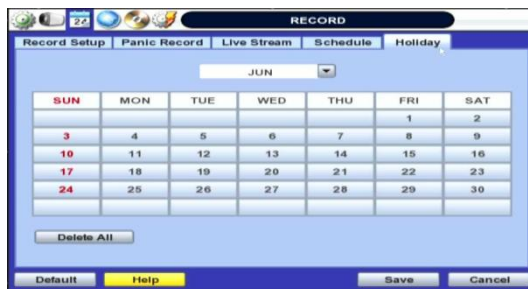 RECORD
Record Setup Panic Record Live Stream Schedule Holiday
JUN
SUN MON TUE WED THU FRI SAT
1 2
3 4 5 6 7 8 9
10 11 12 13 14 15 16
17 18 19 20 21 22 23
24 25 26 27 28 29 30
Delete All
Default Help Save Cancel